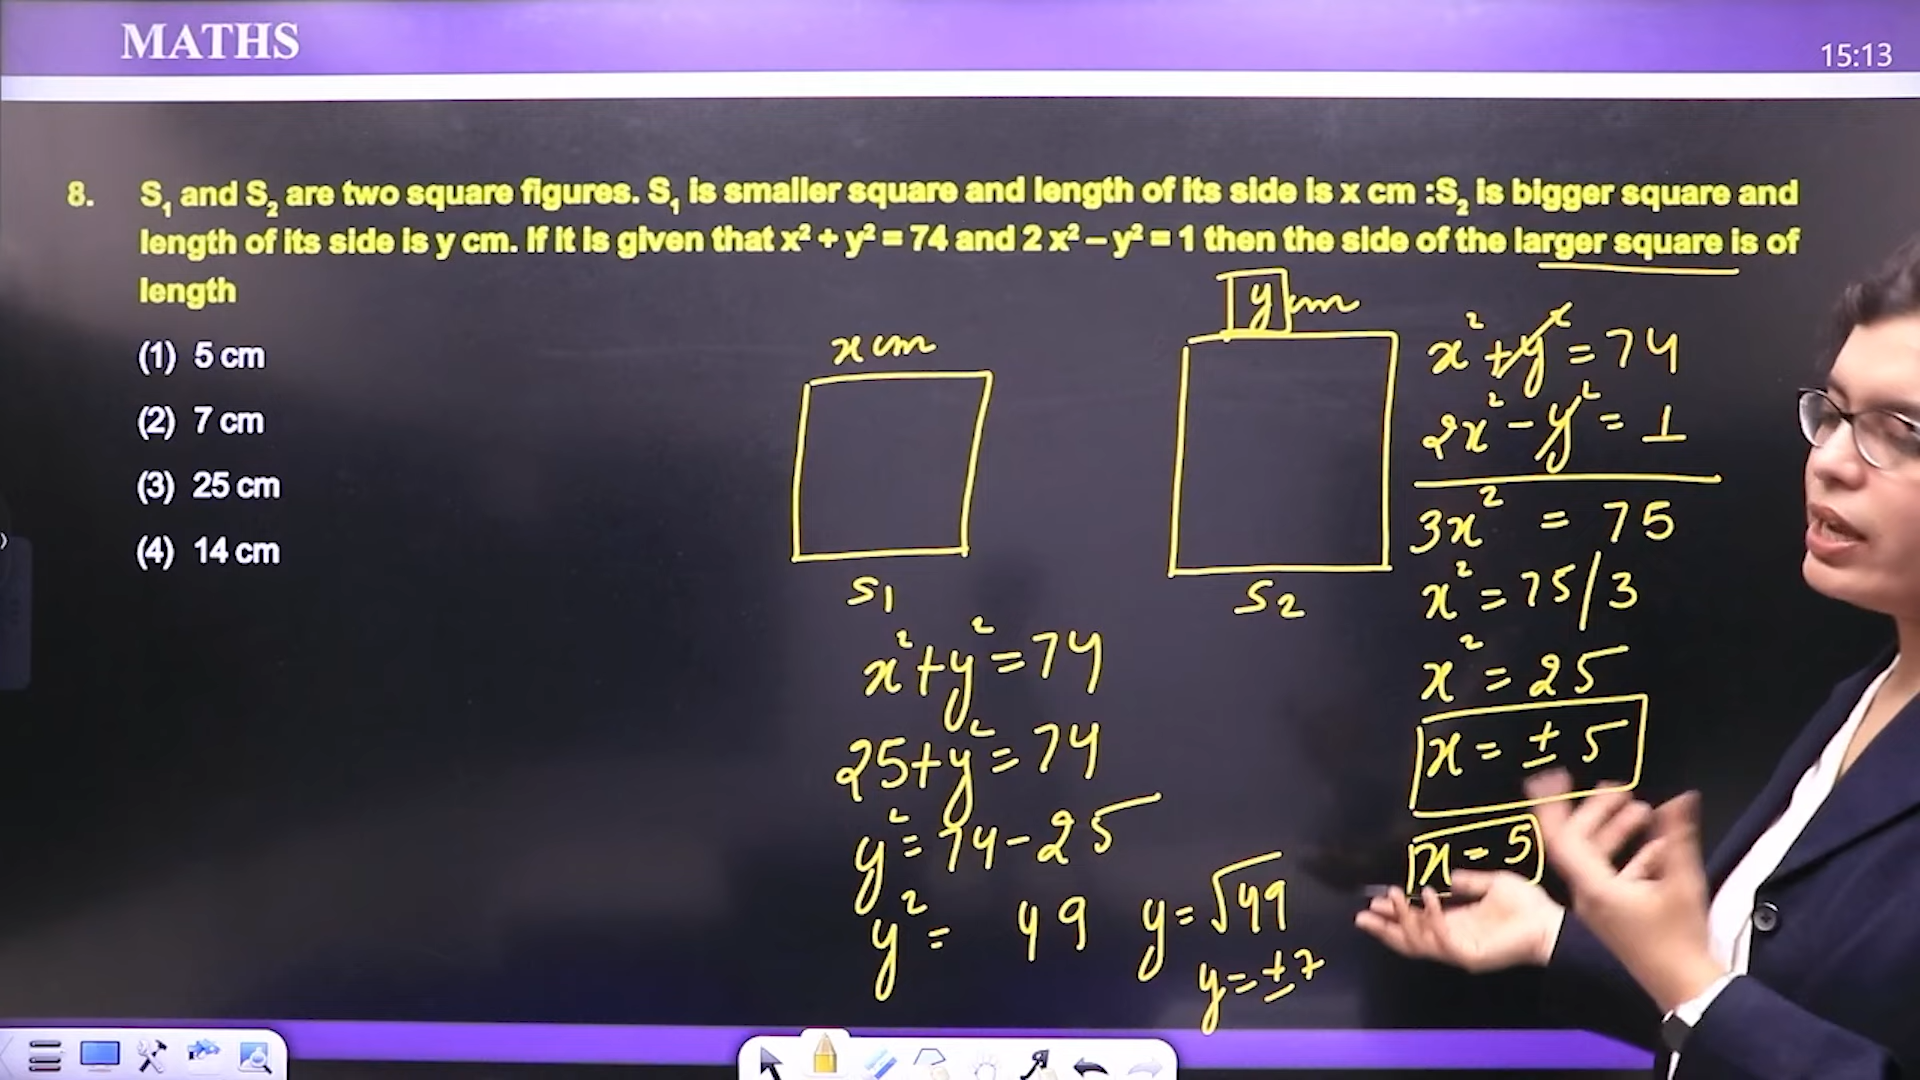 MATHS
15:13
8. S₁ and S₂ are two square figures. S₁ is smaller square and length of its side is x cm :S₂ is bigger square and
length of its side is y cm. If it is given that x² + y² = 74 and 2 x² – y² = 1 then the side of the larger square is of
length
(1) 5 cm
(2) 7 cm
(3) 25 cm
(4) 14 cm
x cm
S1
y cm
S2
x²+y²=74
25+y²=74
y²=74-25
y²= 49
y=√49
y=±7
x²+y²=74
2x²-y²=1
3x²=75
x²=75/3
x²=25
x=±5
x=5